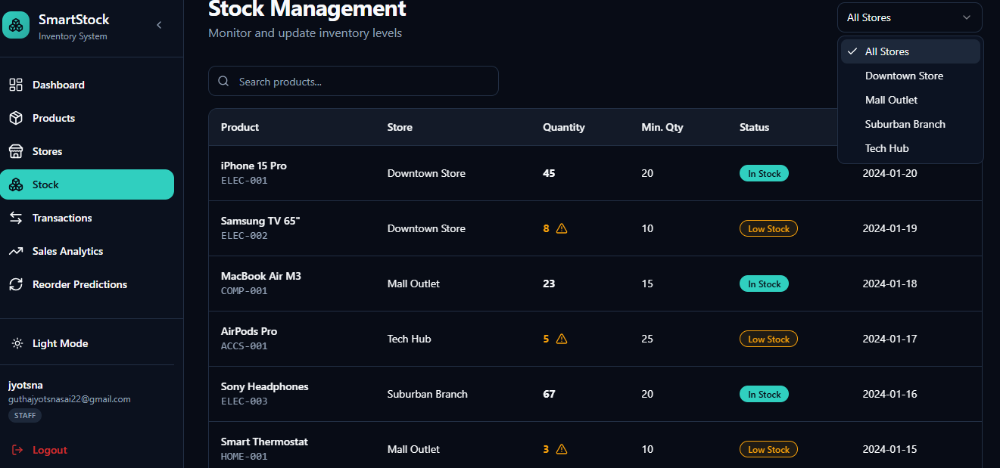 SmartStock
Inventory System
Dashboard
Products
Stores
Stock
Transactions
Sales Analytics
Reorder Predictions
Light Mode
jyotsna
guthajyotsnasai22@gmail.com
STAFF
Logout
Stock Management
Monitor and update inventory levels
All Stores
All Stores
Downtown Store
Mall Outlet
Suburban Branch
Tech Hub
Search products...
Product Store Quantity Min. Qty Status
iPhone 15 Pro
ELEC-001
Downtown Store 45 20 In Stock 2024-01-20
Samsung TV 65"
ELEC-002
Downtown Store 8 10 Low Stock 2024-01-19
MacBook Air M3
COMP-001
Mall Outlet 23 15 In Stock 2024-01-18
AirPods Pro
ACCS-001
Tech Hub 5 25 Low Stock 2024-01-17
Sony Headphones
ELEC-003
Suburban Branch 67 20 In Stock 2024-01-16
Smart Thermostat
HOME-001
Mall Outlet 3 10 Low Stock 2024-01-15